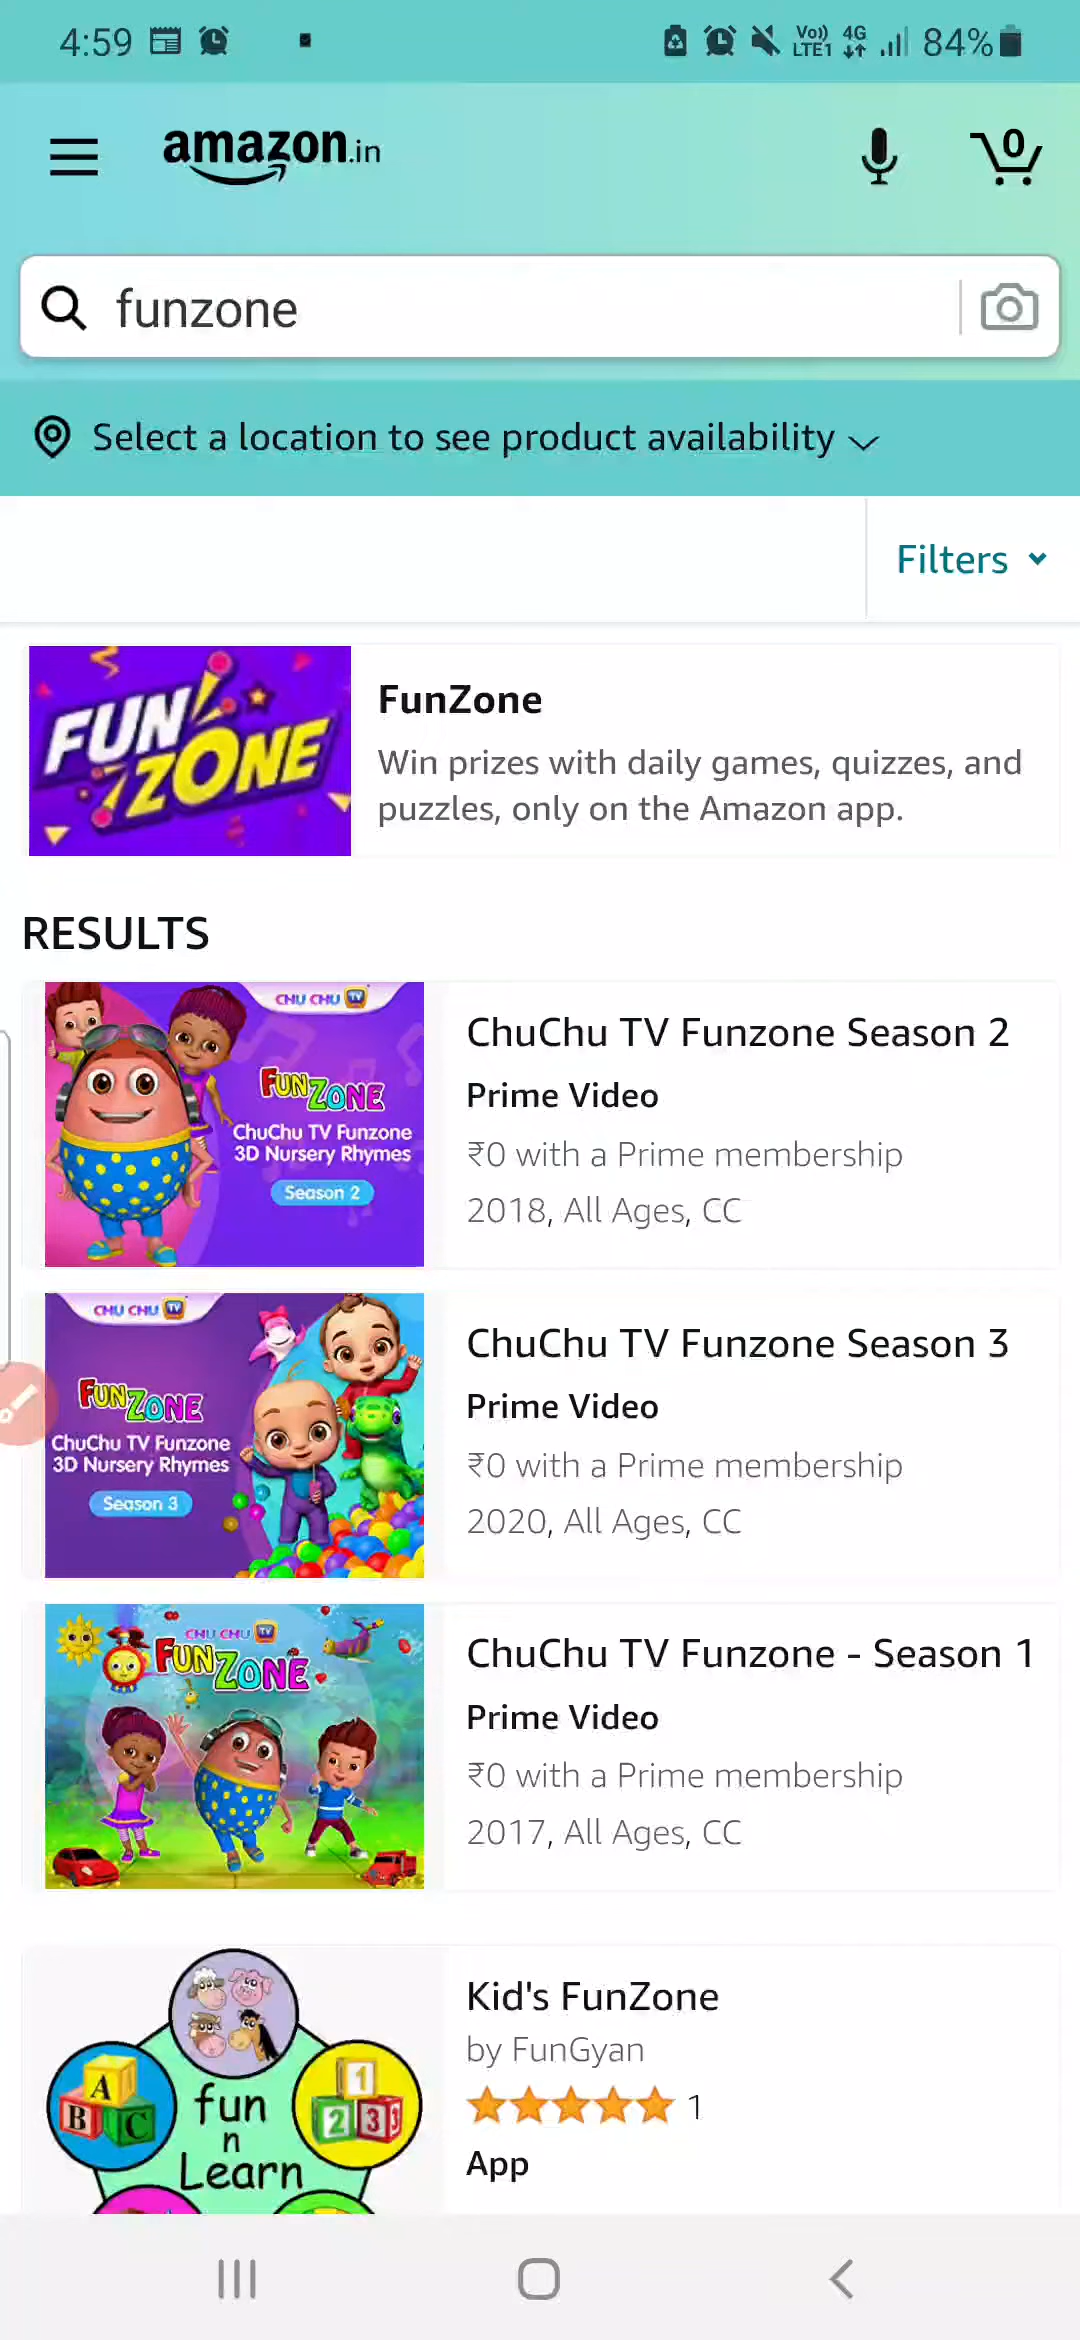 4:59
Vo)) LTE1 4G 84%
amazon.in
0
funzone
Select a location to see product availability
Filters
FUN ZONE
FunZone
Win prizes with daily games, quizzes, and
puzzles, only on the Amazon app.
RESULTS
CHU CHU TV
FUN ZONE
ChuChu TV Funzone
3D Nursery Rhymes
Season 2
ChuChu TV Funzone Season 2
Prime Video
₹0 with a Prime membership
2018, All Ages, CC
CHU CHU TV
FUN ZONE
ChuChu TV Funzone
3D Nursery Rhymes
Season 3
ChuChu TV Funzone Season 3
Prime Video
₹0 with a Prime membership
2020, All Ages, CC
CHU CHU TV
FUN ZONE
ChuChu TV Funzone - Season 1
Prime Video
₹0 with a Prime membership
2017, All Ages, CC
A
B C
1
2 3 3
fun
n
Learn
Kid's FunZone
by FunGyan
1
App